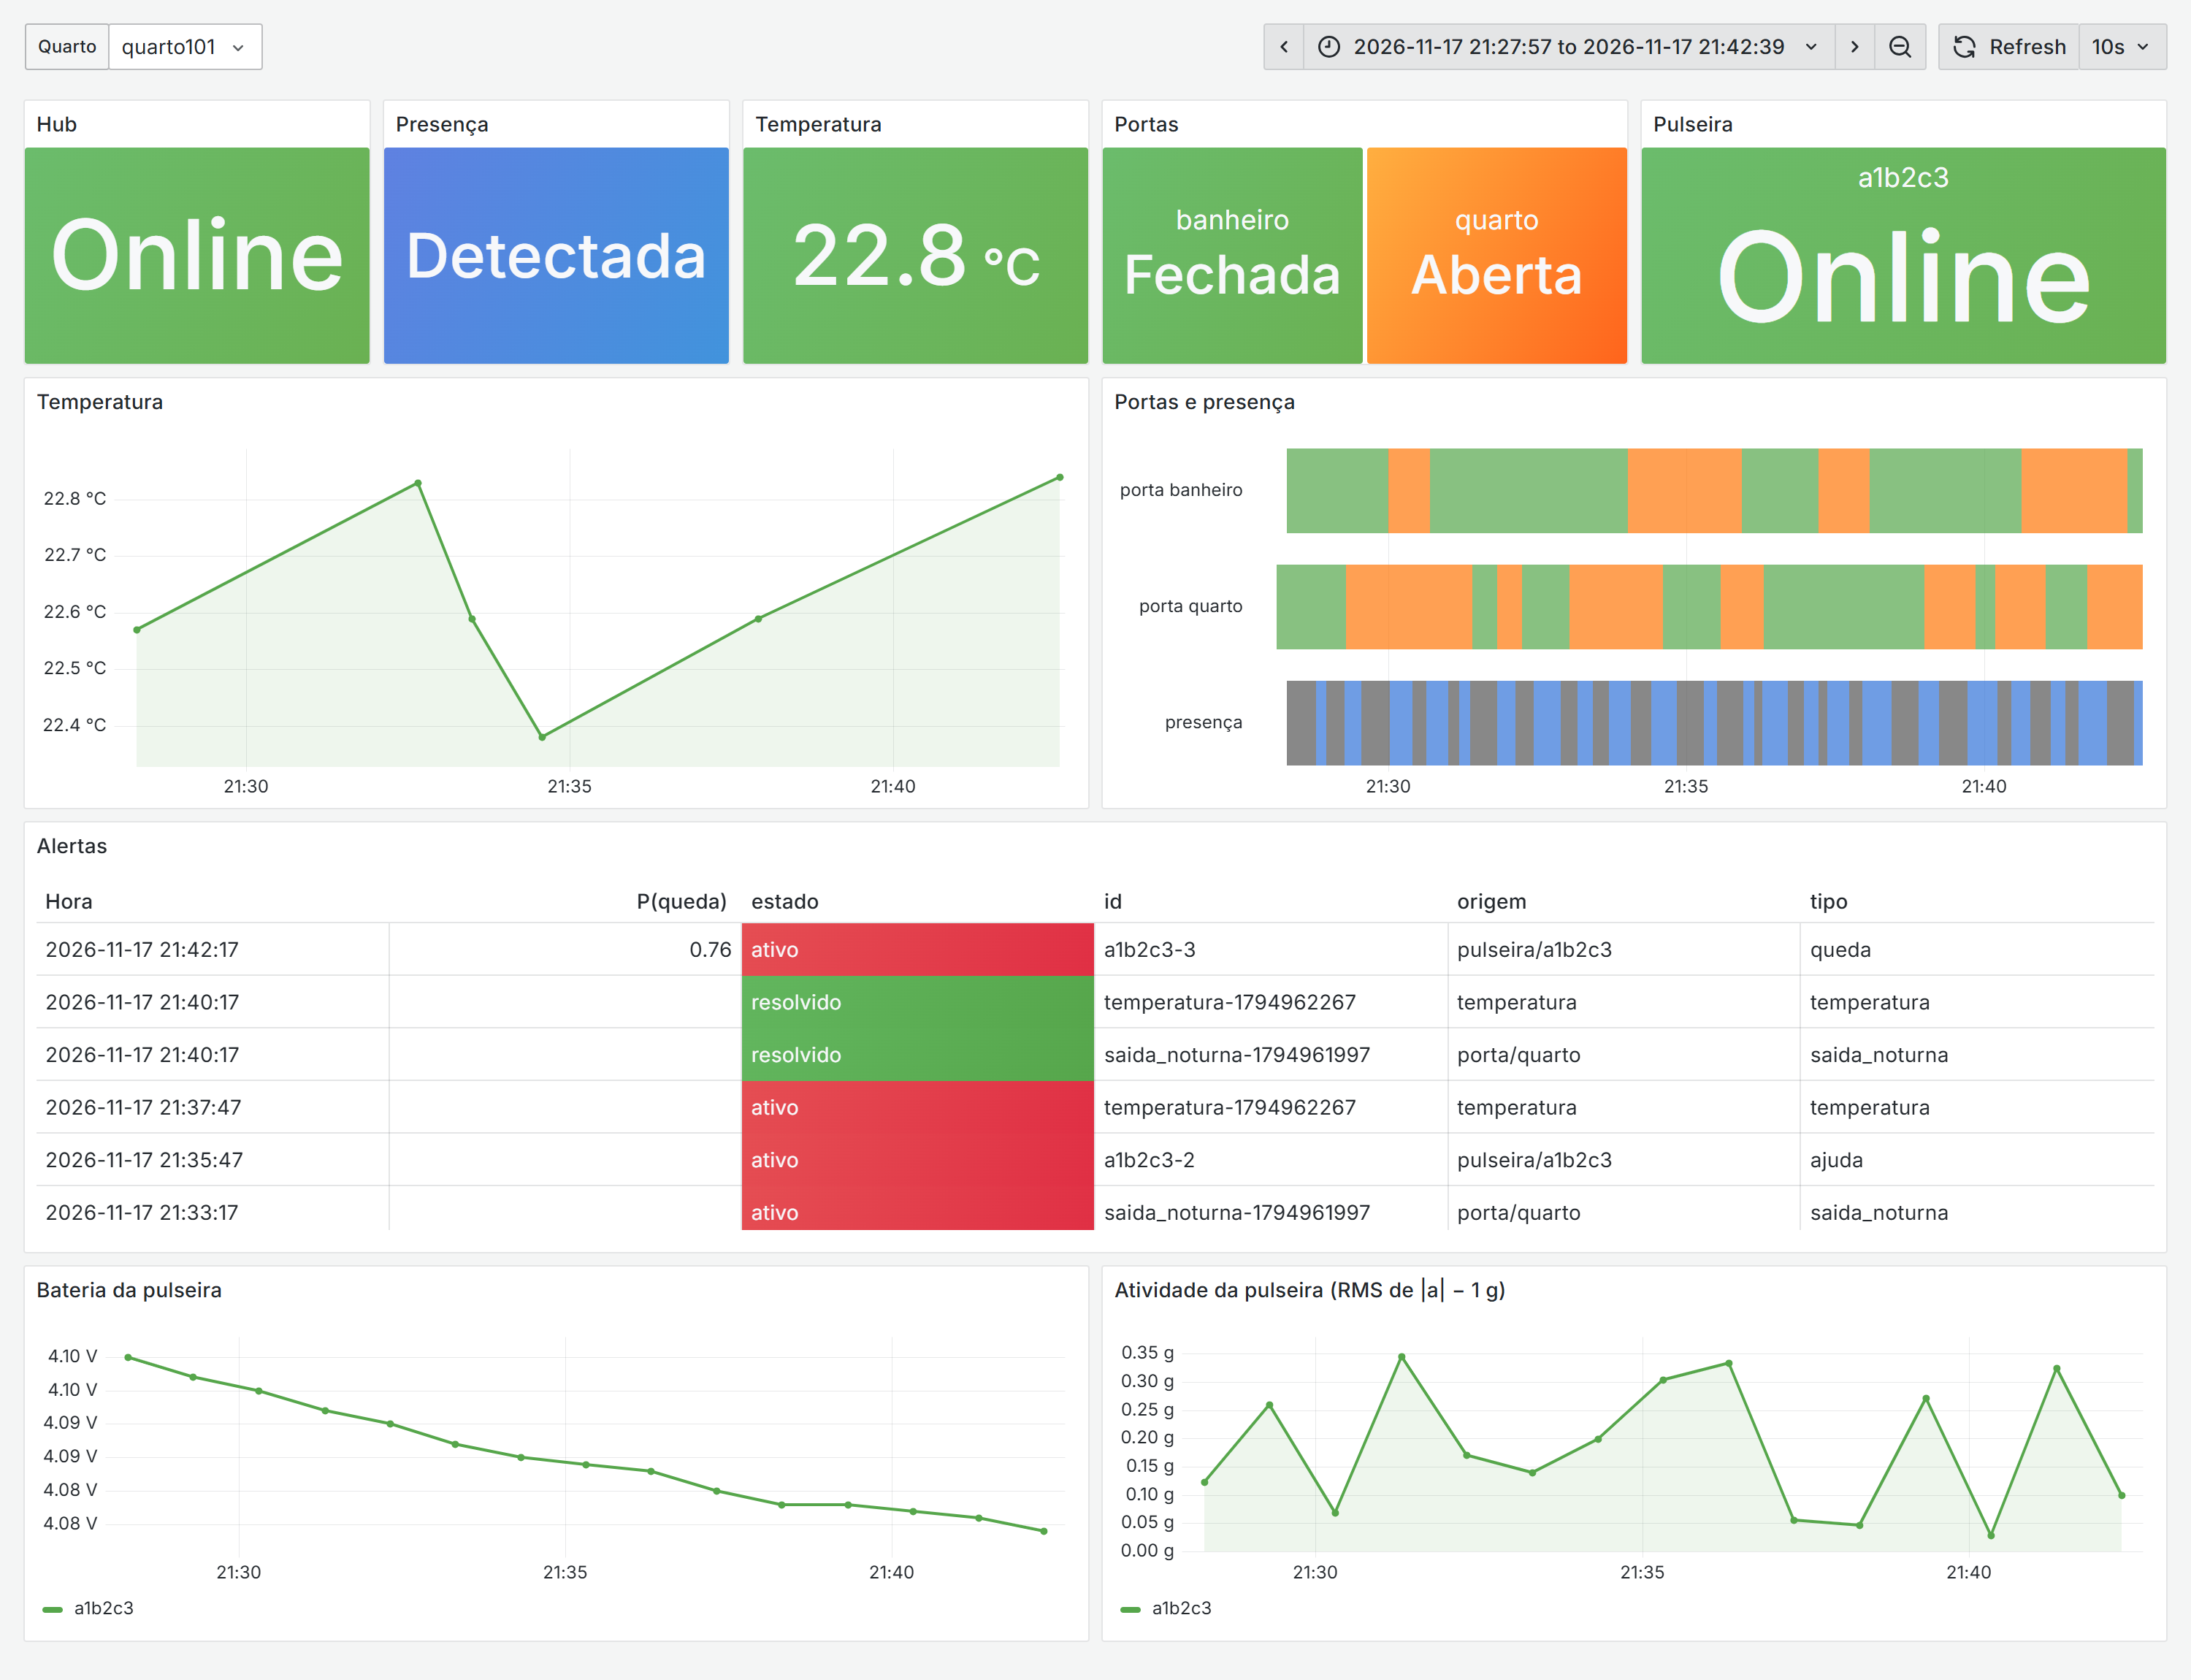 Quarto quarto101 2026-11-17 21:27:57 to 2026-11-17 21:42:39 Refresh 10s
Hub
Online
Presença
Detectada
Temperatura
22.8 °C
Portas
banheiro
Fechada
quarto
Aberta
Pulseira
a1b2c3
Online
Temperatura
22.8 °C
22.7 °C
22.6 °C
22.5 °C
22.4 °C
21:30 21:35 21:40
Portas e presença
porta banheiro
porta quarto
presença
21:30 21:35 21:40
Alertas
Hora P(queda) estado id origem tipo
2026-11-17 21:42:17 0.76 ativo a1b2c3-3 pulseira/a1b2c3 queda
2026-11-17 21:40:17 resolvido temperatura-1794962267 temperatura temperatura
2026-11-17 21:40:17 resolvido saida_noturna-1794961997 porta/quarto saida_noturna
2026-11-17 21:37:47 ativo temperatura-1794962267 temperatura temperatura
2026-11-17 21:35:47 ativo a1b2c3-2 pulseira/a1b2c3 ajuda
2026-11-17 21:33:17 ativo saida_noturna-1794961997 porta/quarto saida_noturna
Bateria da pulseira
4.10 V
4.10 V
4.09 V
4.09 V
4.08 V
4.08 V
21:30 21:35 21:40
a1b2c3
Atividade da pulseira (RMS de |a| − 1 g)
0.35 g
0.30 g
0.25 g
0.20 g
0.15 g
0.10 g
0.05 g
0.00 g
21:30 21:35 21:40
a1b2c3